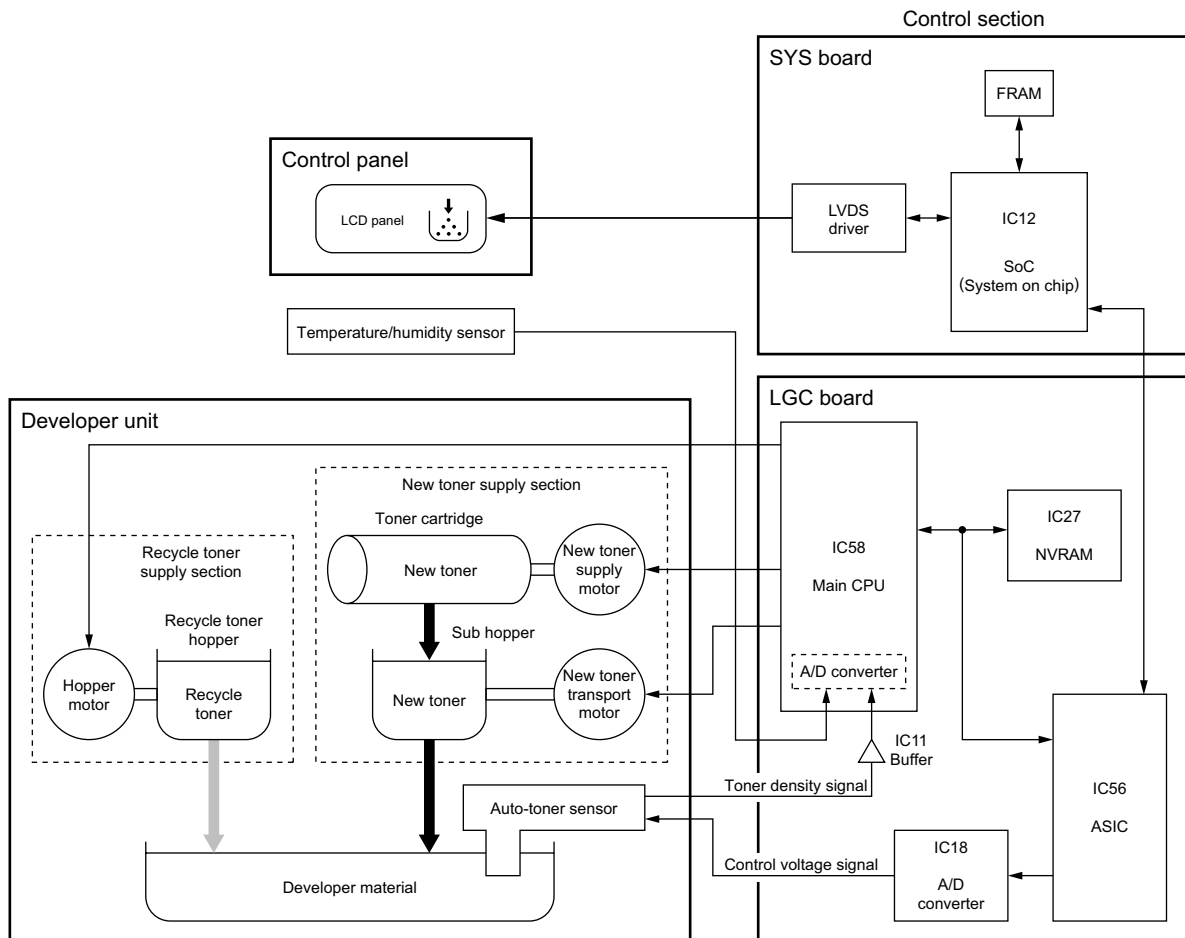 Control section
SYS board
FRAM
Control panel
LCD panel
LVDS
driver
IC12
SoC
(System on chip)
Temperature/humidity sensor
LGC board
Developer unit
New toner supply section
Toner cartridge
New toner
New toner
supply
motor
Recycle toner
supply section
Recycle toner
hopper
Hopper
motor
Recycle
toner
Sub hopper
New toner
New toner
transport
motor
IC58
Main CPU
A/D converter
IC27
NVRAM
IC11
Buffer
Toner density signal
Auto-toner sensor
IC56
ASIC
Control voltage signal
IC18
A/D
converter
Developer material